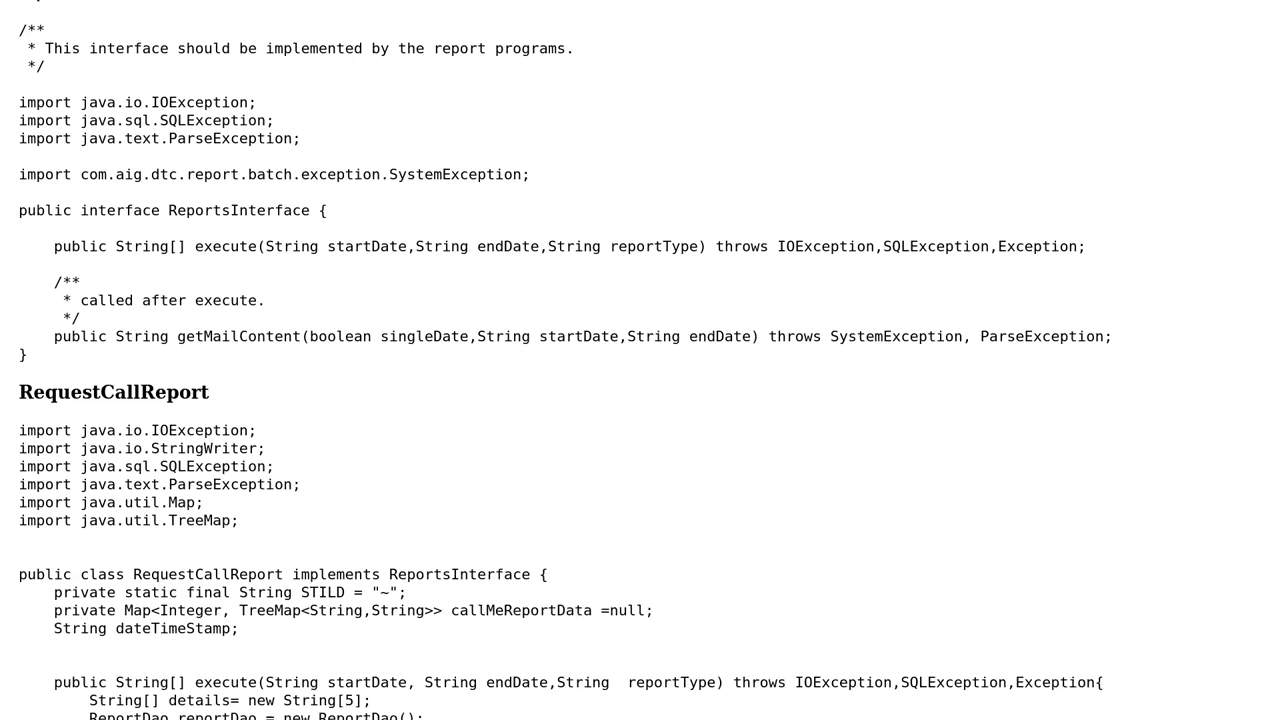 /**
 * This interface should be implemented by the report programs.
 */
import java.io.IOException;
import java.sql.SQLException;
import java.text.ParseException;
import com.aig.dtc.report.batch.exception.SystemException;
public interface ReportsInterface {
    public String[] execute(String startDate,String endDate,String reportType) throws IOException,SQLException,Exception;
    /**
     * called after execute.
     */
    public String getMailContent(boolean singleDate,String startDate,String endDate) throws SystemException, ParseException;
}
RequestCallReport
import java.io.IOException;
import java.io.StringWriter;
import java.sql.SQLException;
import java.text.ParseException;
import java.util.Map;
import java.util.TreeMap;
public class RequestCallReport implements ReportsInterface {
    private static final String STILD = "~";
    private Map<Integer, TreeMap<String,String>> callMeReportData =null;
    String dateTimeStamp;
    public String[] execute(String startDate, String endDate,String  reportType) throws IOException,SQLException,Exception{
        String[] details= new String[5];
        ReportDao reportDao = new ReportDao();